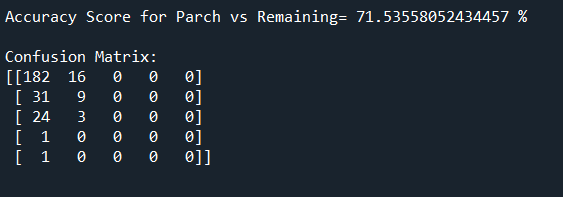 Accuracy Score for Parch vs Remaining= 71.53558052434457 %
Confusion Matrix:
[[182 16 0 0 0]
[ 31 9 0 0 0]
[ 24 3 0 0 0]
[ 1 0 0 0 0]
[ 1 0 0 0 0]]